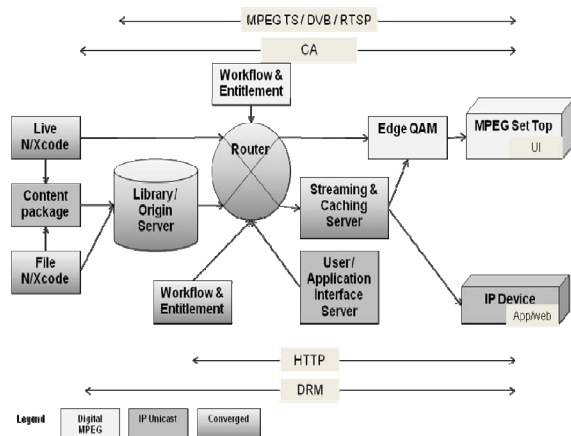 MPEG TS / DVB / RTSP
CA
Workflow &
Entitlement
Live
N/Xcode
Router
Edge QAM
MPEG Set Top
UI
Content
package
Library/
Origin
Server
Streaming &
Caching
Server
File
N/Xcode
Workflow &
Entitlement
User/
Application
Interface
Server
IP Device
App/web
HTTP
DRM
Legend
Digital
MPEG
IP Unicast
Converged